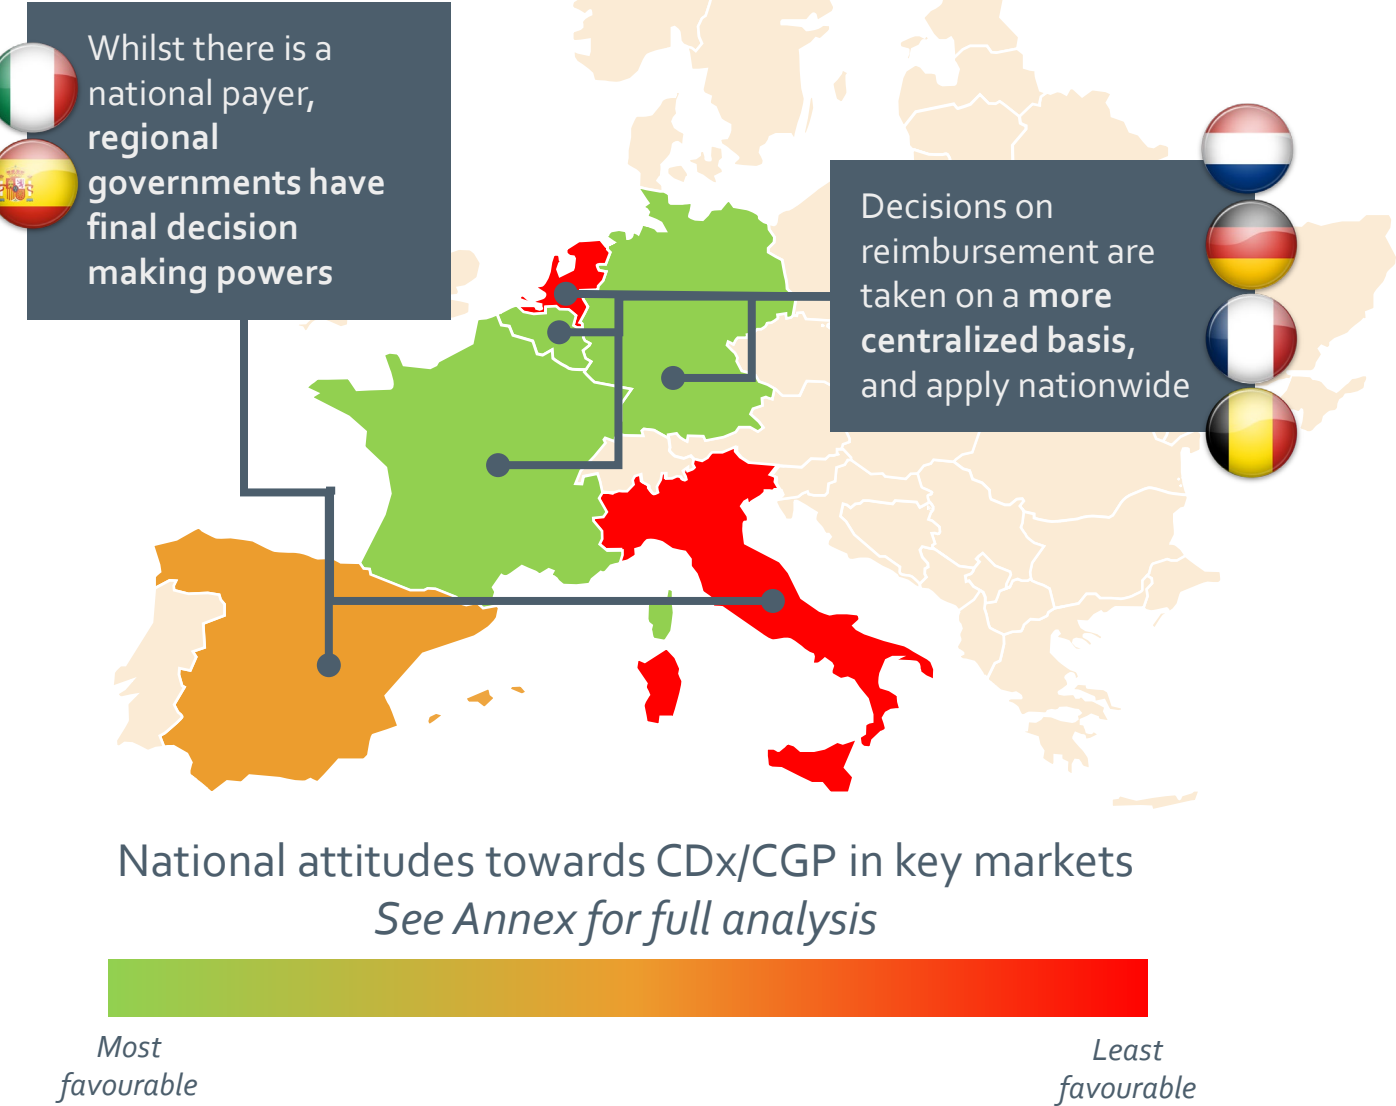 Whilst there is a
national payer,
regional
governments have
final decision
making powers
Decisions on
reimbursement are
taken on a more
centralized basis,
and apply nationwide
National attitudes towards CDx/CGP in key markets
See Annex for full analysis
Most
favourable
Least
favourable